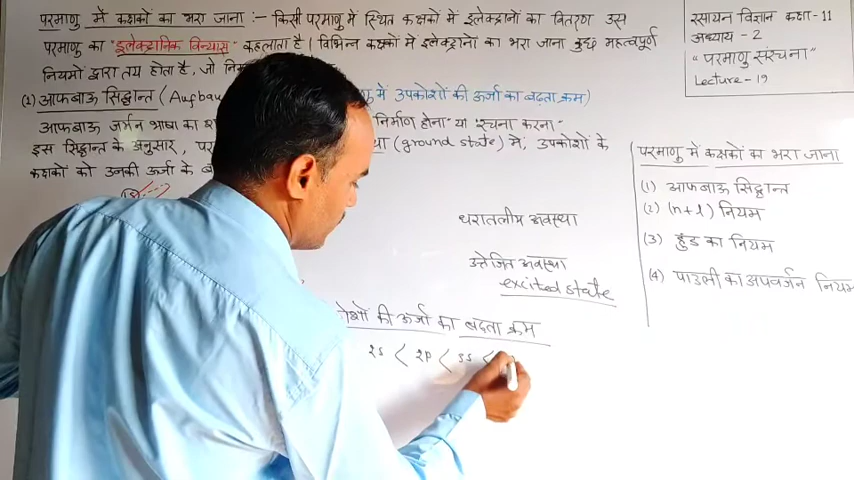 परमाणु में कक्षकों का भरा जाना :- किसी परमाणु में स्थित कक्षकों में इलेक्ट्रानों का वितरण उस
परमाणु का "इलेक्ट्रानिक विन्यास" कहलाता है। विभिन्न कक्षकों में इलेक्ट्रानों का भरा जाना कुछ महत्वपूर्ण
नियमों द्वारा तय होता है, जो
(1) आफबाऊ सिद्धान्त (Aufbau में उपकोशों की ऊर्जा का बढ़ता क्रम)
आफबाऊ जर्मन भाषा का निर्माण होना" या "रचना करना"
इस सिद्धान्त के अनुसार, (ground state) में, उपकोशों के
कक्षकों को उनकी ऊर्जा के
1s
धरातलीय अवस्था
उत्तेजित अवस्था
excited state
की ऊर्जा का बढ़ता क्रम
2s < 2p < 3s <
रसायन विज्ञान कक्षा-11
अध्याय - 2
"परमाणु संरचना"
Lecture - 19
परमाणु में कक्षकों का भरा जाना
(1) आफबाऊ सिद्धान्त
(2) (n+l) नियम
(3) हुंड का नियम
(4) पाउली का अपवर्जन नियम